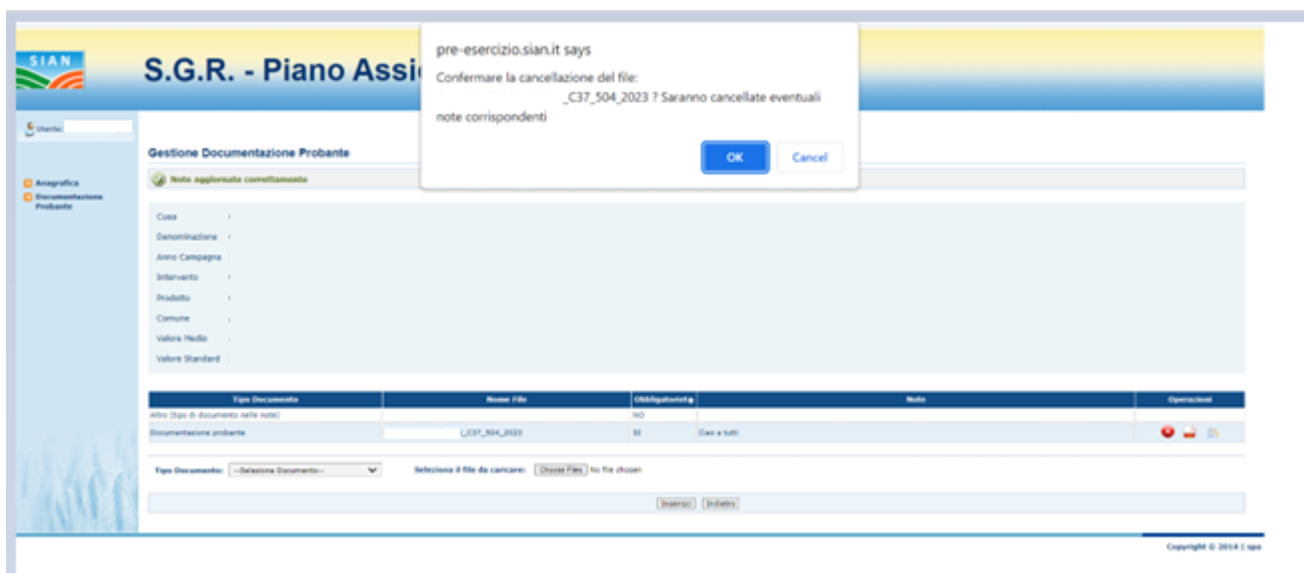 SIAN
S.G.R. - Piano Assi
pre-esercizio.sian.it says
Confermare la cancellazione del file:
_C37_504_2023 ? Saranno cancellate eventuali
note corrispondenti
OK Cancel
Utente:
Gestione Documentazione Probante
Note aggiornate correttamente
Anagrafica
Documentazione
Probante
Cuaa
Denominazione
Anno Campagna
Intervento
Prodotto
Comune
Valore Medio
Valore Standard
Tipo Documento Nome File Obbligatorietà Note Operazioni
Altro (tipo di documento nelle note) NO
Documentazione probante _C37_504_2023 SI Ciao a tutti
Tipo Documento: --Seleziona Documento-- Seleziona il file da caricare: Choose Files No file chosen
Inserisci Indietro
Copyright © 2014 | spa